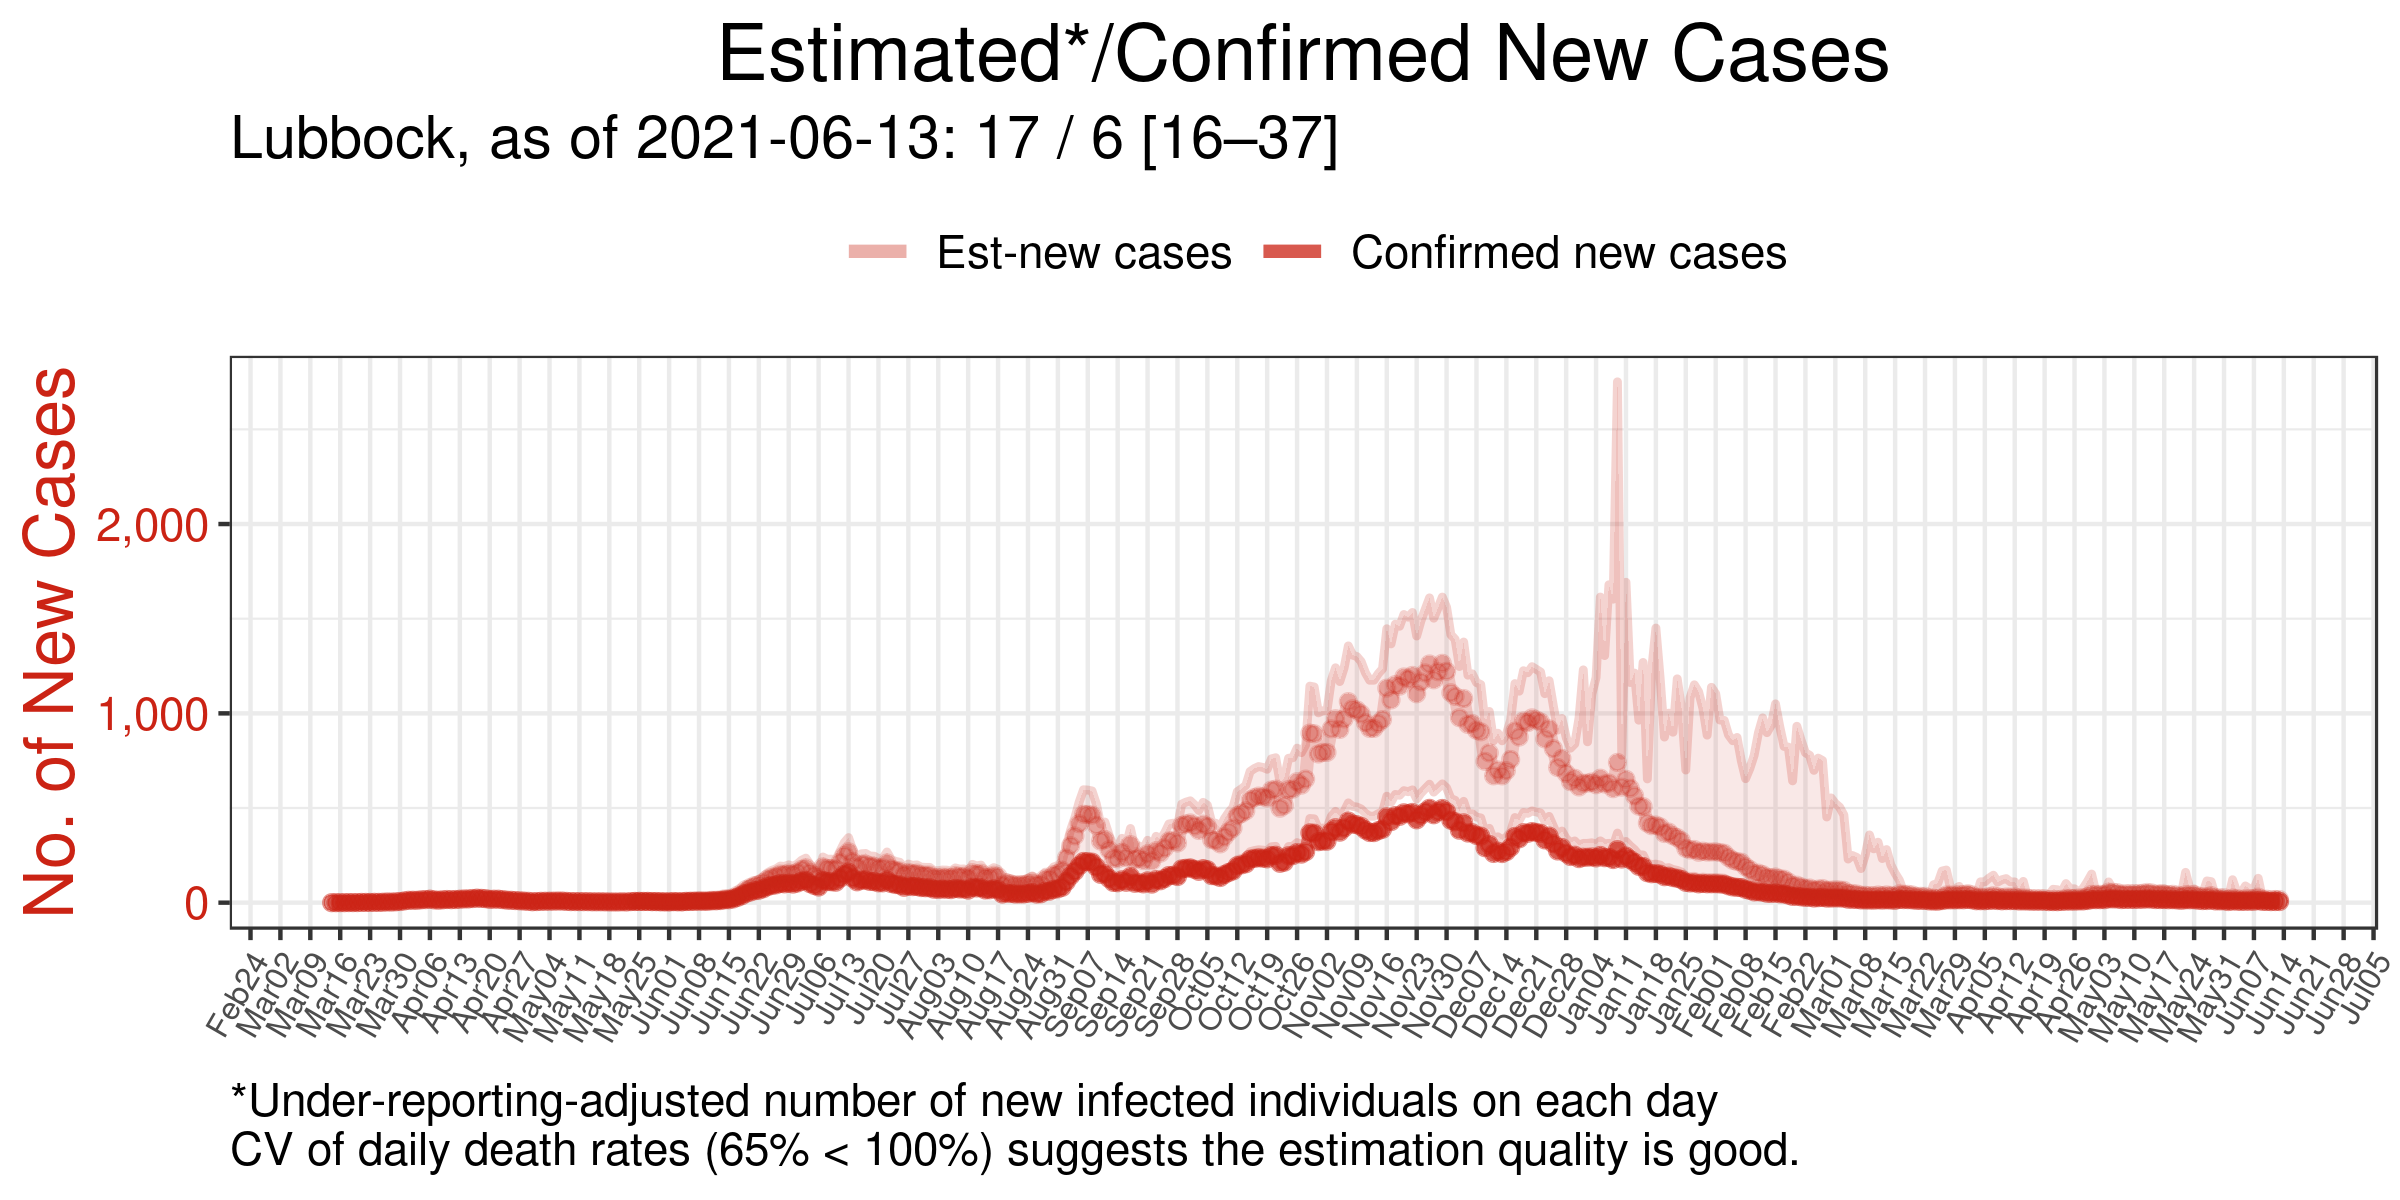 Estimated*/Confirmed New Cases
Lubbock, as of 2021-06-13: 17 / 6 [16–37]
Est-new cases Confirmed new cases
No. of New Cases
2,000
1,000
0
Feb24 Mar02 Mar09 Mar16 Mar23 Mar30 Apr06 Apr13 Apr20 Apr27 May04 May11 May18 May25 Jun01 Jun08 Jun15 Jun22 Jun29 Jul06 Jul13 Jul20 Jul27 Aug03 Aug10 Aug17 Aug24 Aug31 Sep07 Sep14 Sep21 Sep28 Oct05 Oct12 Oct19 Oct26 Nov02 Nov09 Nov16 Nov23 Nov30 Dec07 Dec14 Dec21 Dec28 Jan04 Jan11 Jan18 Jan25 Feb01 Feb08 Feb15 Feb22 Mar01 Mar08 Mar15 Mar22 Mar29 Apr05 Apr12 Apr19 Apr26 May03 May10 May17 May24 May31 Jun07 Jun14 Jun21 Jun28 Jul05
*Under-reporting-adjusted number of new infected individuals on each day
CV of daily death rates (65% < 100%) suggests the estimation quality is good.